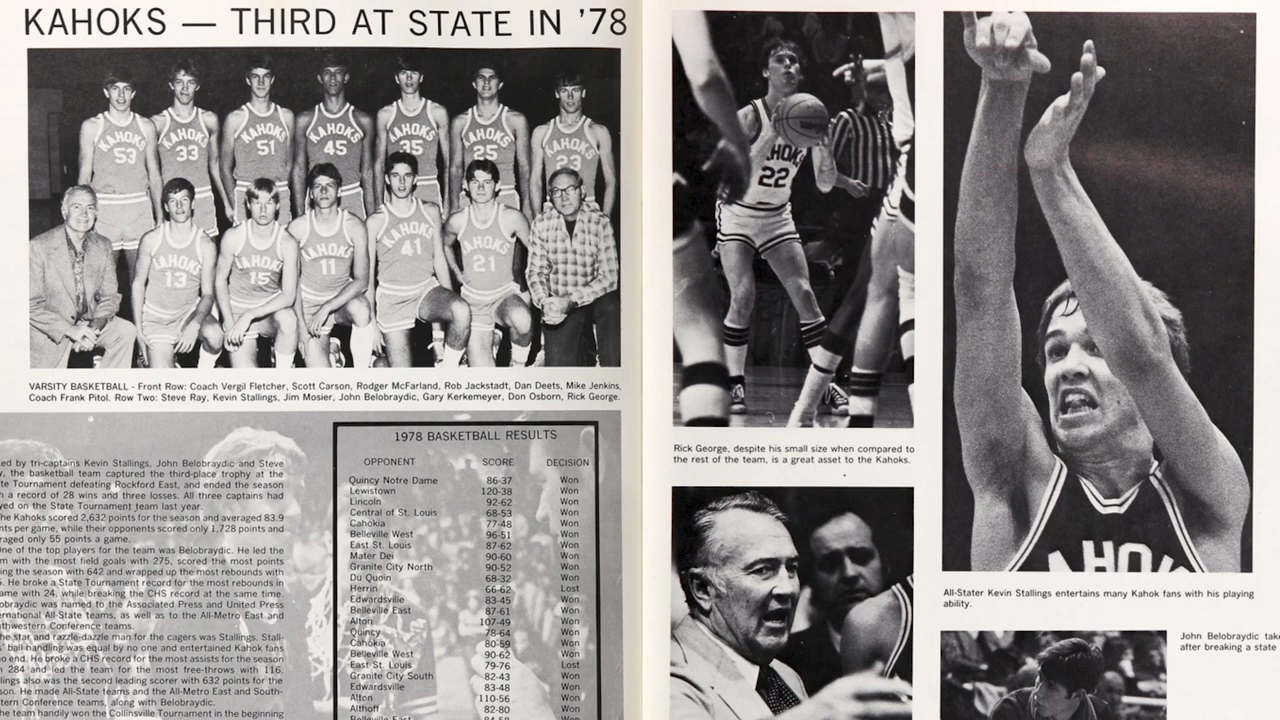 KAHOKS — THIRD AT STATE IN '78
KAHOKS
53
KAHOKS
33
KAHOKS
51
KAHOKS
45
KAHOKS
35
KAHOKS
25
KAHOKS
23
KAHOKS
13
KAHOKS
15
KAHOKS
11
KAHOKS
41
KAHOKS
21
VARSITY BASKETBALL - Front Row: Coach Vergil Fletcher, Scott Carson, Rodger McFarland, Rob Jackstadt, Dan Deets, Mike Jenkins,
Coach Frank Pitol. Row Two: Steve Ray, Kevin Stallings, Jim Mosier, John Belobraydic, Gary Kerkemeyer, Don Osborn, Rick George.
ed by tri-captains Kevin Stallings, John Belobraydic and Steve
y, the basketball team captured the third-place trophy at the
te Tournament defeating Rockford East, and ended the season
h a record of 28 wins and three losses. All three captains had
yed on the State Tournament team last year.
he Kahoks scored 2,632 points for the season and averaged 83.9
nts per game, while their opponents scored only 1,728 points and
raged only 55 points a game.
One of the top players for the team was Belobraydic. He led the
m with the most field goals with 275, scored the most points
ing the season with 642 and wrapped up the most rebounds with
5. He broke a State Tournament record for the most rebounds in
ame with 24, while breaking the CHS record at the same time.
obraydic was named to the Associated Press and United Press
ernational All-State teams, as well as to the All-Metro East and
thwestern Conference teams.
he star and razzle-dazzle man for the cagers was Stallings. Stall-
s' ball handling was equal by no one and entertained Kahok fans
o end. He broke a CHS record for the most assists for the season
h 284 and led the team for the most free-throws with 116.
llings also was the second leading scorer with 632 points for the
son. He made All-State teams and the All-Metro East and South-
tern Conference teams, along with Belobraydic.
he team handily won the Collinsville Tournament in the beginning
1978 BASKETBALL RESULTS
OPPONENT SCORE DECISION
Quincy Notre Dame 86-37 Won
Lewistown 120-38 Won
Lincoln 92-62 Won
Central of St. Louis 68-53 Won
Cahokia 77-48 Won
Belleville West 96-51 Won
East St. Louis 87-62 Won
Mater Dei 90-60 Won
Granite City North 90-52 Won
Du Quoin 68-32 Won
Herrin 66-62 Lost
Edwardsville 83-45 Won
Belleville East 87-61 Won
Alton 107-49 Won
Quincy 78-64 Won
Cahokia 80-59 Won
Belleville West 90-62 Won
East St. Louis 79-76 Lost
Granite City South 82-43 Won
Edwardsville 83-48 Won
Alton 110-56 Won
Althoff 82-80 Won
Belleville East 84-58 Won
AHOK
22
Rick George, despite his small size when compared to
the rest of the team, is a great asset to the Kahoks.
AHOK
All-Stater Kevin Stallings entertains many Kahok fans with his playing
ability.
John Belobraydic take
after breaking a state